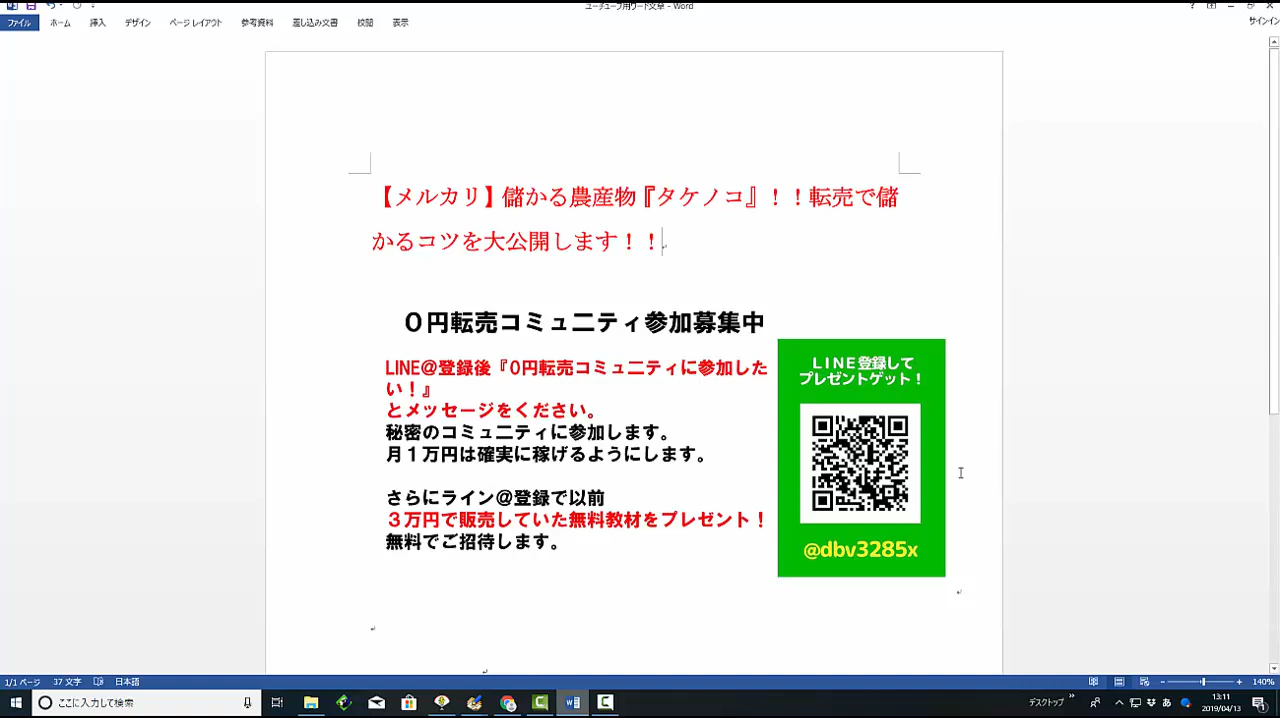 ユーチューブ用ワード文章 - Word
サインイン
ファイル ホーム 挿入 デザイン ページ レイアウト 参考資料 差し込み文書 校閲 表示
【メルカリ】儲かる農産物『タケノコ』！！転売で儲
かるコツを大公開します！！
０円転売コミュニティ参加募集中
LINE@登録後『0円転売コミュニティに参加した
い！』
とメッセージをください。
秘密のコミュニティに参加します。
月１万円は確実に稼げるようにします。
さらにライン@登録で以前
３万円で販売していた無料教材をプレゼント！
無料でご招待します。
ＬＩＮＥ登録して
プレゼントゲット！
@dbv3285x
1/1 ページ 37 文字 日本語
140%
ここに入力して検索
デスクトップ
あ
13:11
2019/04/13